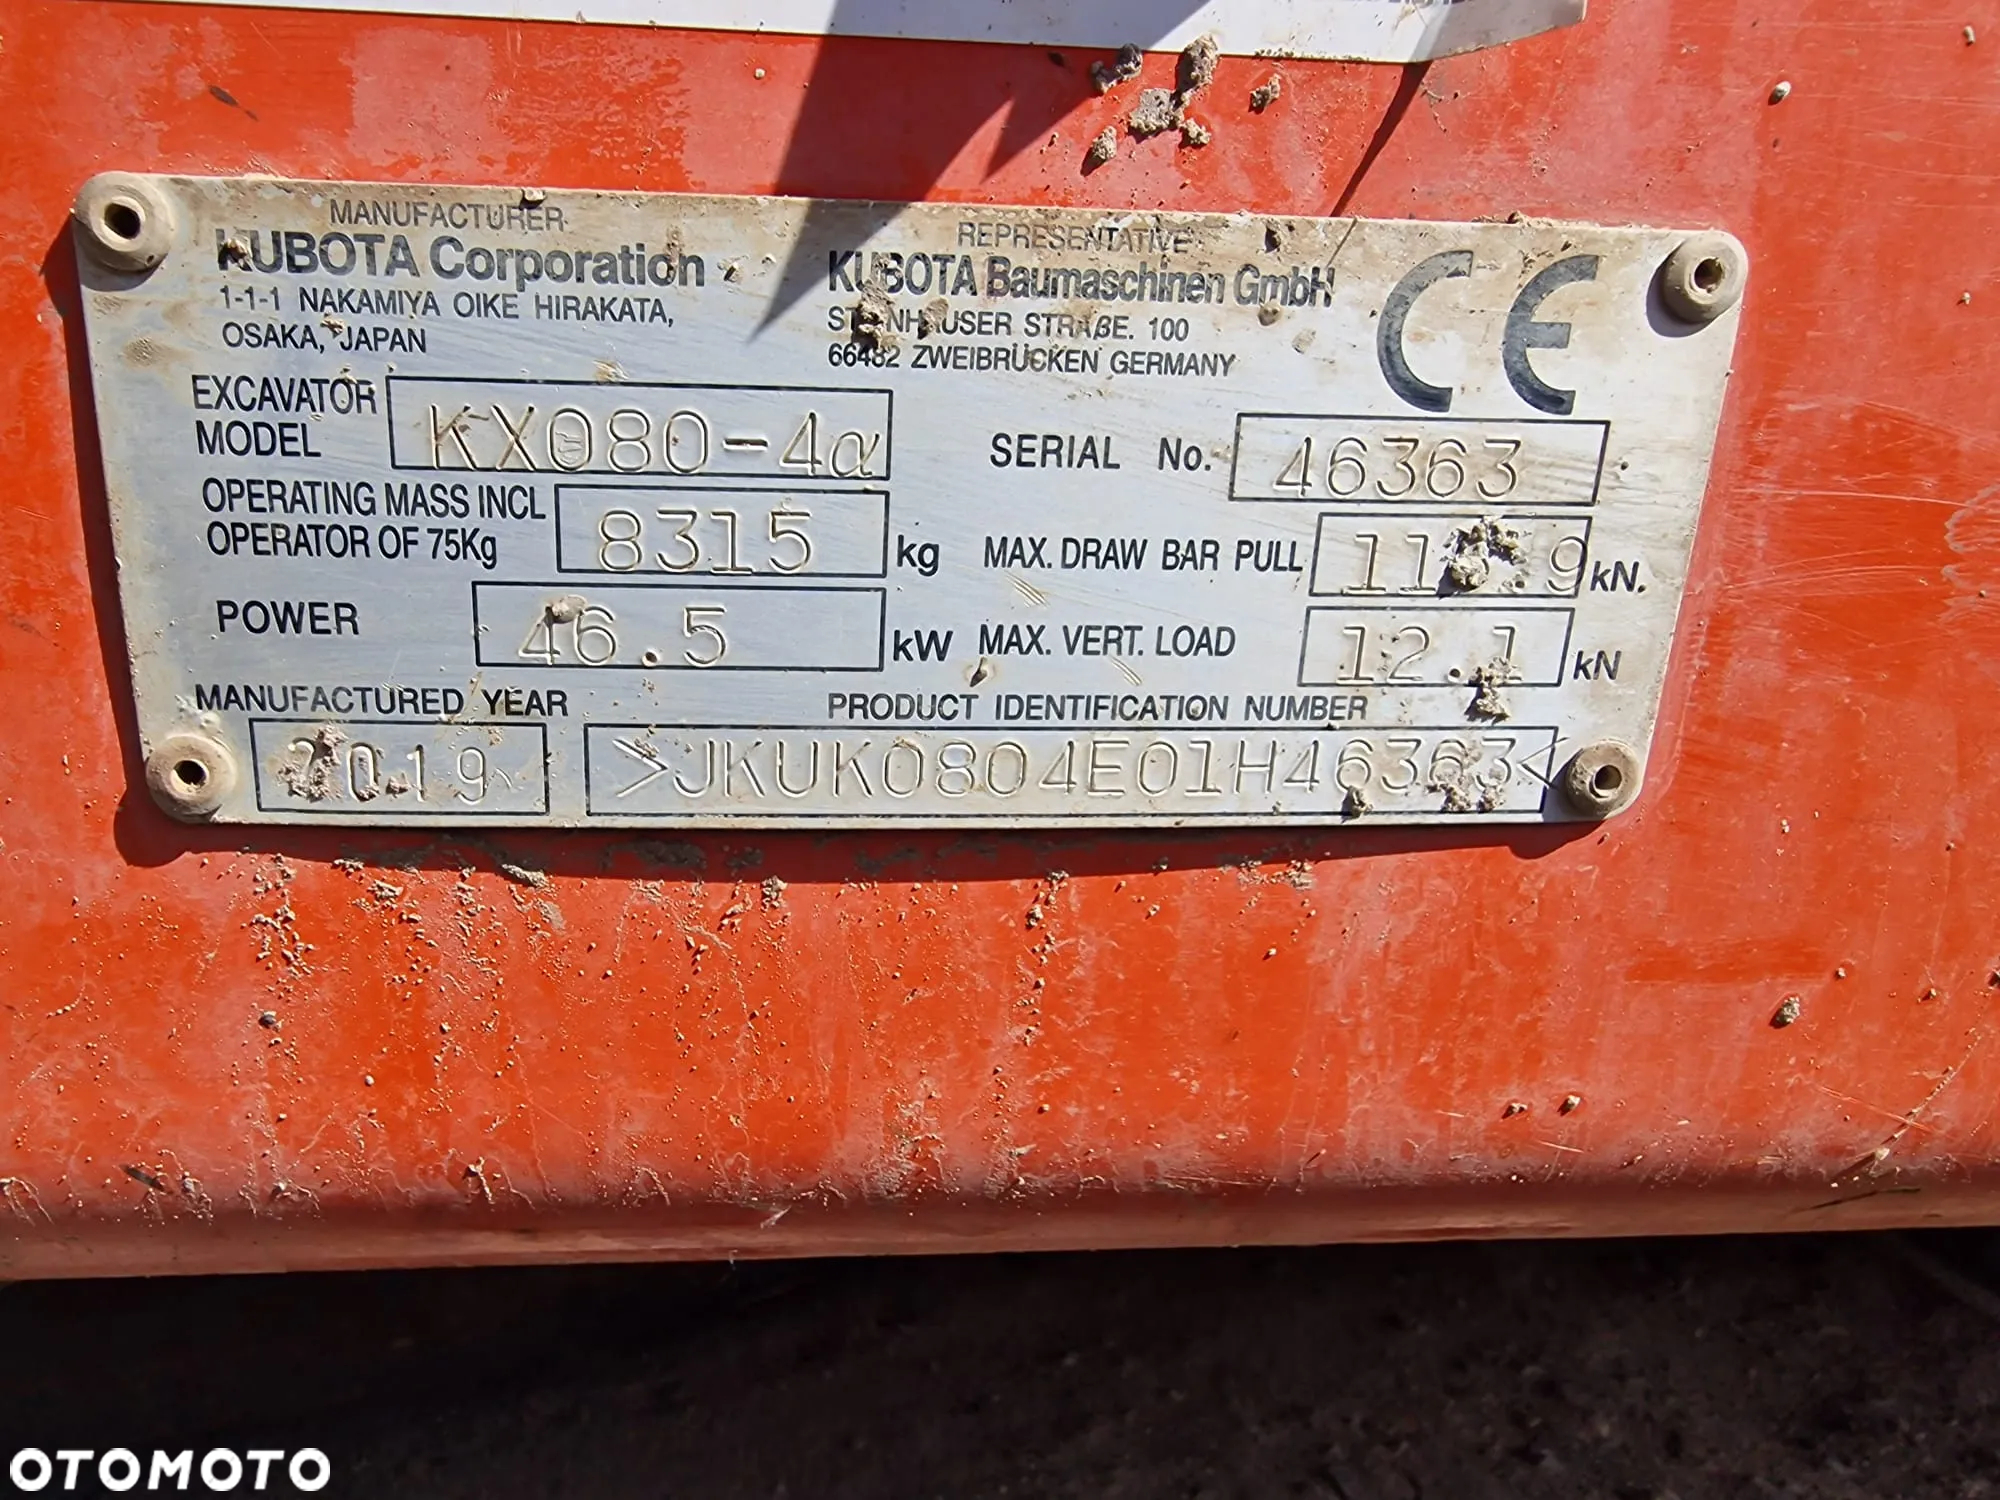 MANUFACTURER
KUBOTA Corporation
1-1-1 NAKAMIYA OIKE HIRAKATA,
OSAKA, JAPAN
REPRESENTATIVE
KUBOTA Baumaschinen GmbH
STEINHAUSER STRAßE. 100
66482 ZWEIBRÜCKEN GERMANY
CE
EXCAVATOR MODEL KX080-4α
SERIAL No. 46363
OPERATING MASS INCL
OPERATOR OF 75Kg 8315 kg
MAX. DRAW BAR PULL kN.
POWER 46.5 kW
MAX. VERT. LOAD 12.1 kN
MANUFACTURED YEAR
2019
PRODUCT IDENTIFICATION NUMBER
>JKUK0804E01H46363<
OTOMOTO